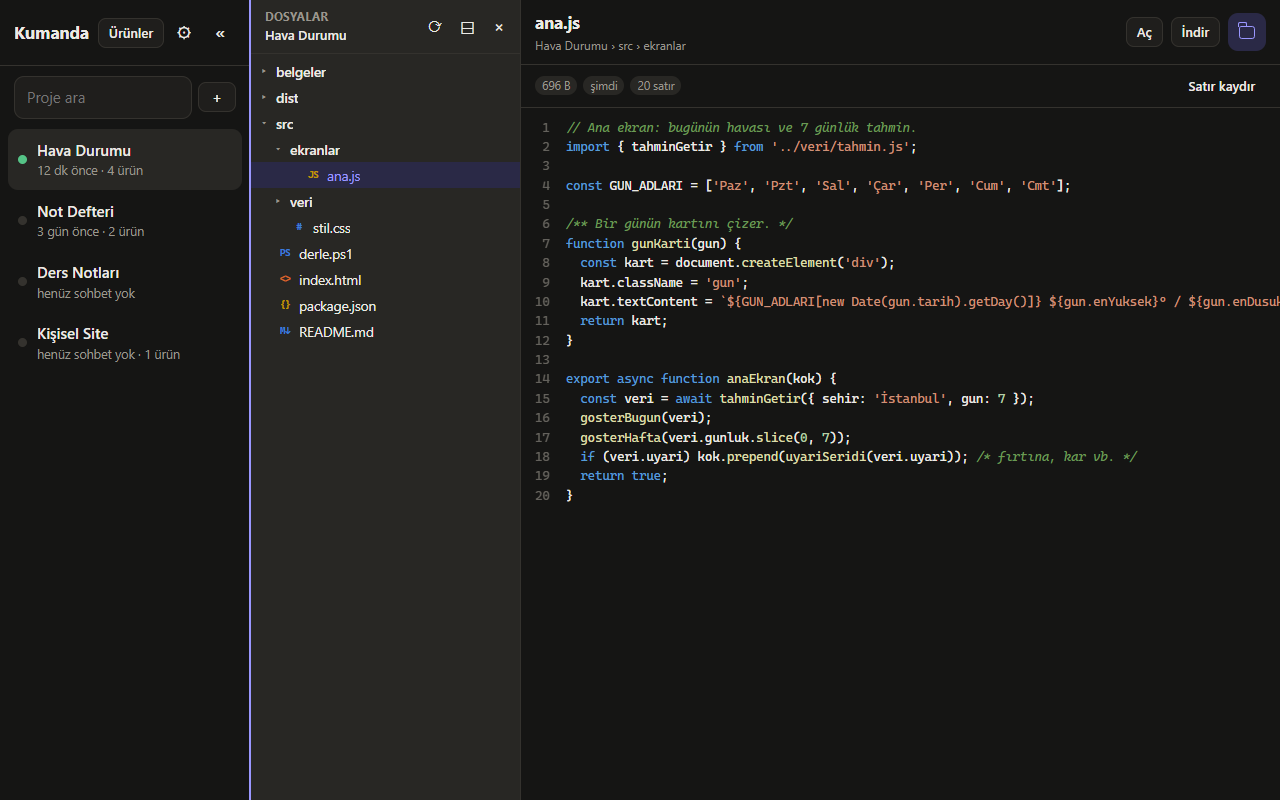 Kumanda
Ürünler
Proje ara
+
Hava Durumu
12 dk önce · 4 ürün
Not Defteri
3 gün önce · 2 ürün
Ders Notları
henüz sohbet yok
Kişisel Site
henüz sohbet yok · 1 ürün
DOSYALAR
Hava Durumu
belgeler
dist
src
ekranlar
JS ana.js
veri
# stil.css
PS derle.ps1
<> index.html
{} package.json
M↓ README.md
ana.js
Hava Durumu › src › ekranlar
Aç
İndir
696 B
şimdi
20 satır
Satır kaydır
1 // Ana ekran: bugünün havası ve 7 günlük tahmin.
2 import { tahminGetir } from '../veri/tahmin.js';
3
4 const GUN_ADLARI = ['Paz', 'Pzt', 'Sal', 'Çar', 'Per', 'Cum', 'Cmt'];
5
6 /** Bir günün kartını çizer. */
7 function gunKarti(gun) {
8 const kart = document.createElement('div');
9 kart.className = 'gun';
10 kart.textContent = `${GUN_ADLARI[new Date(gun.tarih).getDay()]} ${gun.enYuksek}° / ${gun.enDusuk
11 return kart;
12 }
13
14 export async function anaEkran(kok) {
15 const veri = await tahminGetir({ sehir: 'İstanbul', gun: 7 });
16 gosterBugun(veri);
17 gosterHafta(veri.gunluk.slice(0, 7));
18 if (veri.uyari) kok.prepend(uyariSeridi(veri.uyari)); /* fırtına, kar vb. */
19 return true;
20 }